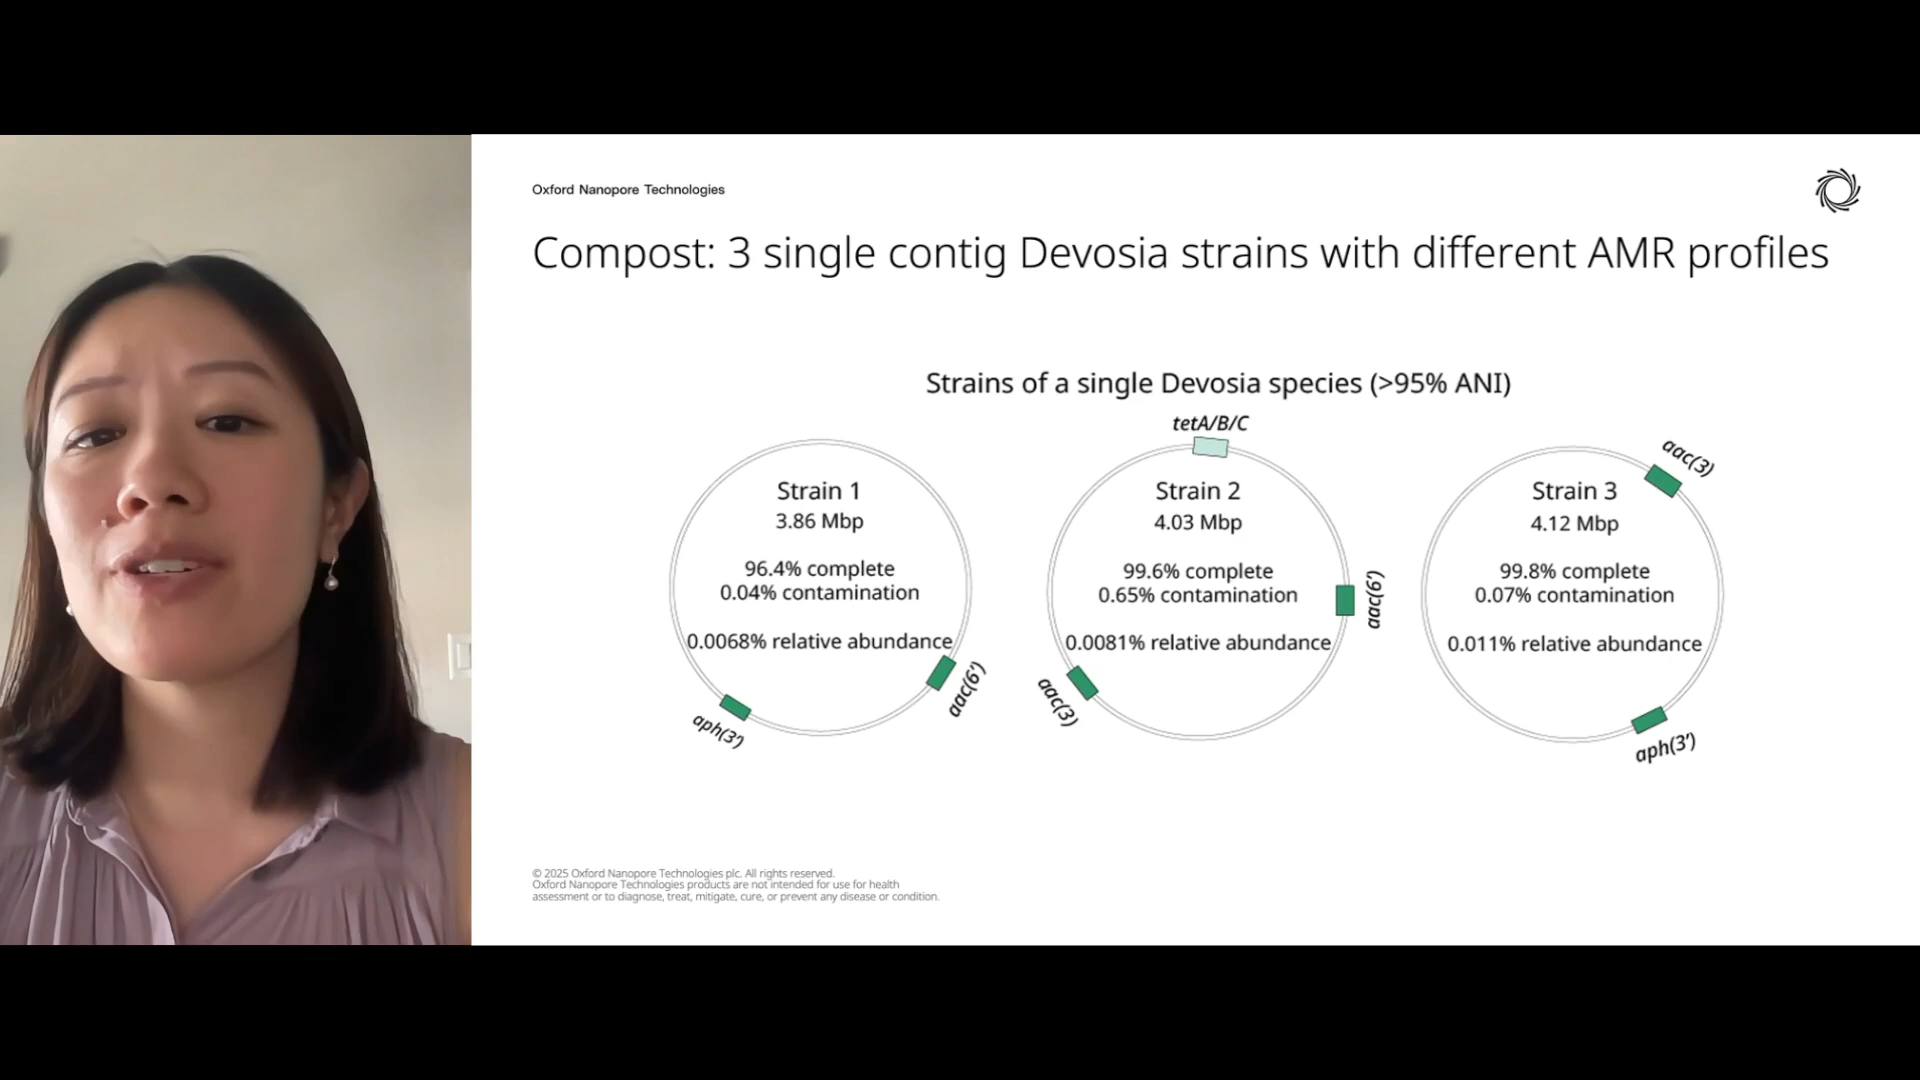 Oxford Nanopore Technologies
Compost: 3 single contig Devosia strains with different AMR profiles
Strains of a single Devosia species (>95% ANI)
Strain 1
3.86 Mbp
96.4% complete
0.04% contamination
0.0068% relative abundance
aph(3’)
aac(6’)
tetA/B/C
Strain 2
4.03 Mbp
99.6% complete
0.65% contamination
0.0081% relative abundance
aac(3)
aac(6’)
aac(3)
Strain 3
4.12 Mbp
99.8% complete
0.07% contamination
0.011% relative abundance
aph(3’)
© 2025 Oxford Nanopore Technologies plc. All rights reserved.
Oxford Nanopore Technologies products are not intended for use for health
assessment or to diagnose, treat, mitigate, cure, or prevent any disease or condition.